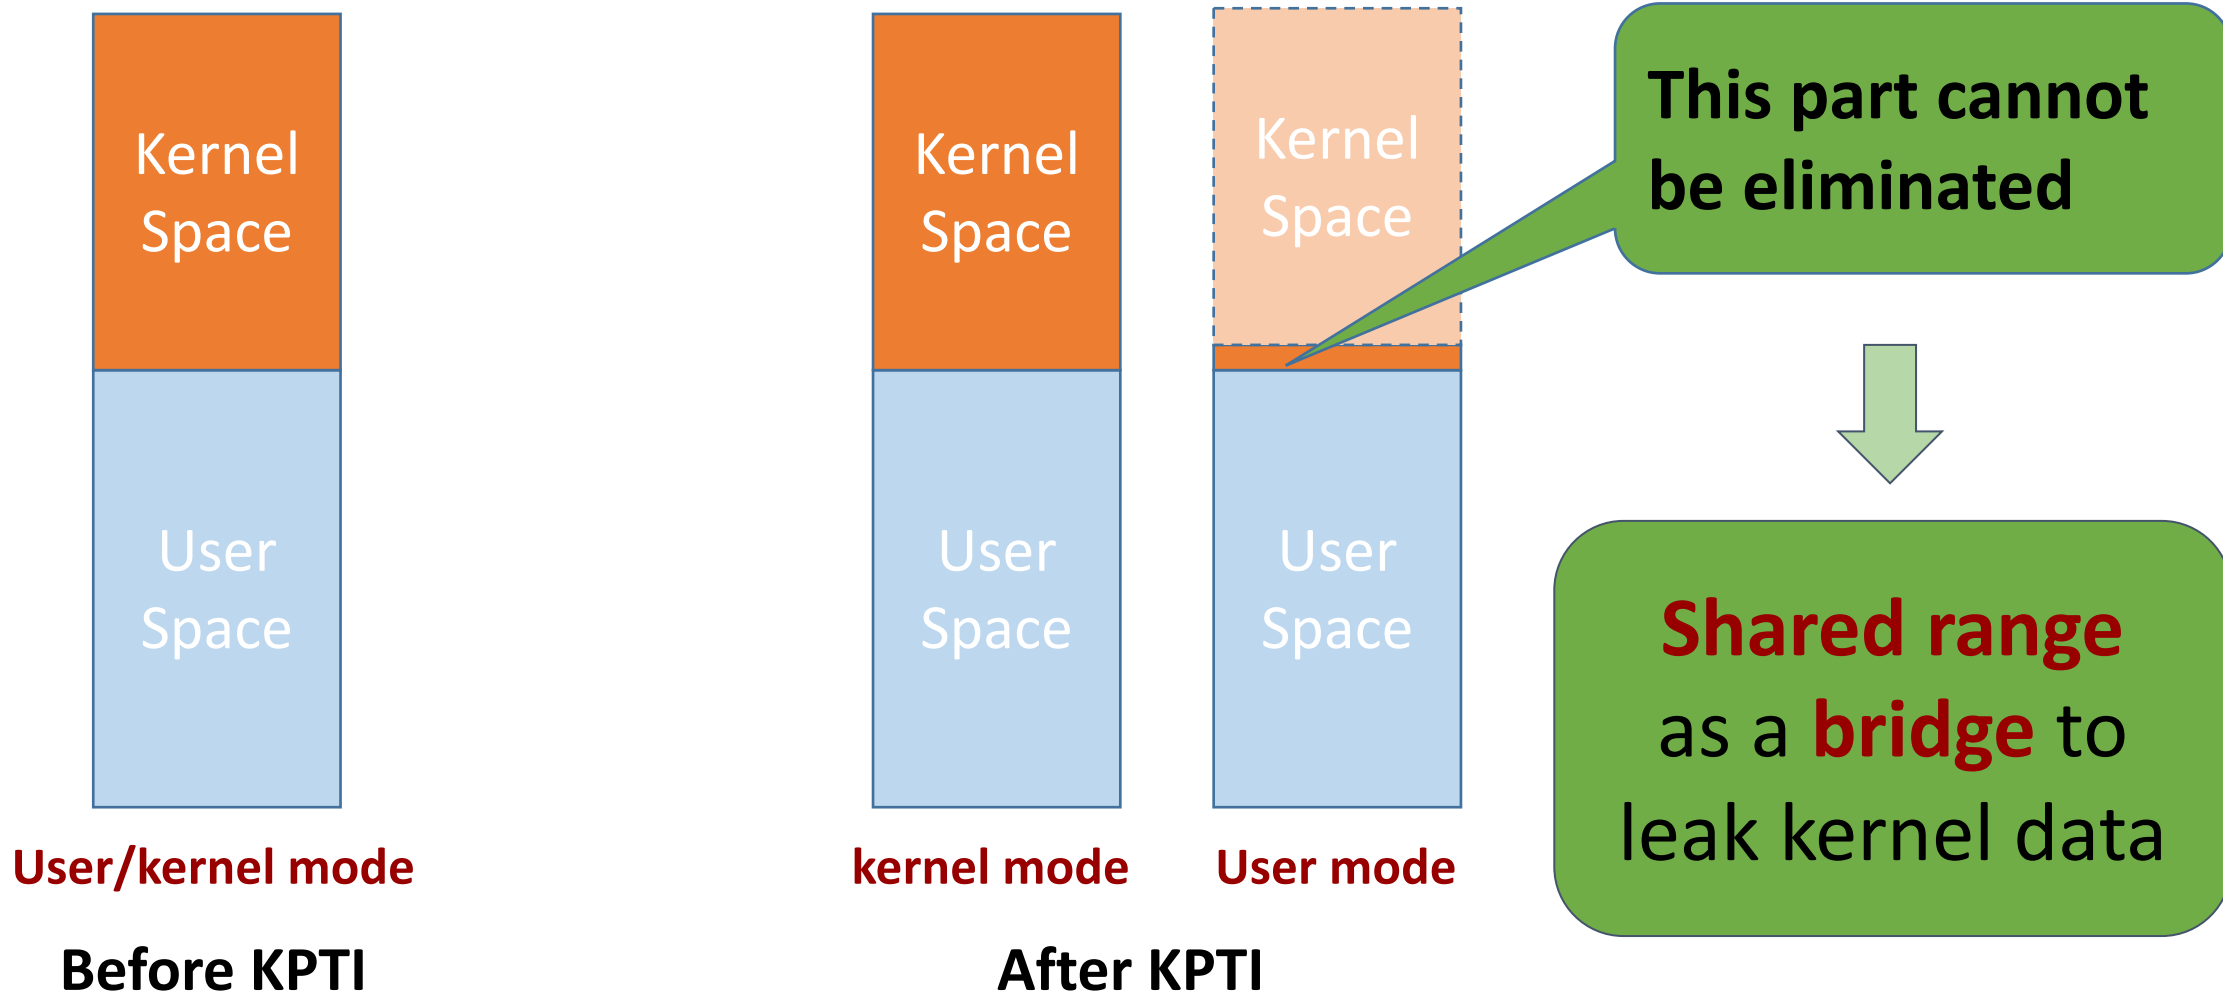 Kernel
Space
User
Space
User/kernel mode
Before KPTI
Kernel
Space
User
Space
kernel mode
Kernel
Space
User
Space
User mode
After KPTI
This part cannot
be eliminated
Shared range
as a bridge to
leak kernel data